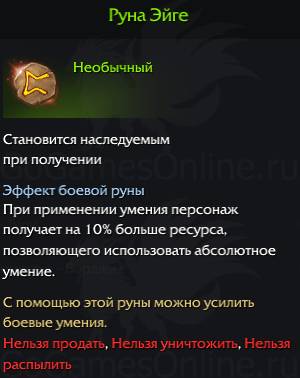 Руна Эйге
Необычный
Становится наследуемым
при получении
Эффект боевой руны
При применении умения персонаж
получает на 10% больше ресурса,
позволяющего использовать абсолютное
умение.
С помощью этой руны можно усилить
боевые умения.
Нельзя продать, Нельзя уничтожить, Нельзя
распылить